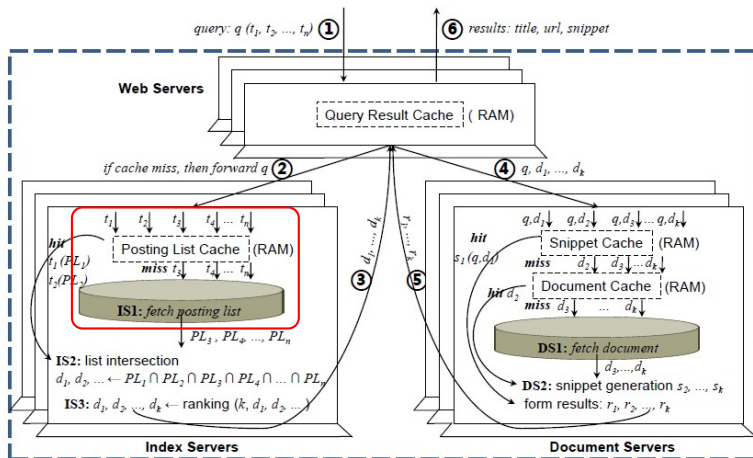 query: q (t1, t2, ..., tn) ① ⑥ results: title, url, snippet
Web Servers
Query Result Cache ( RAM)
if cache miss, then forward q ② ④ q, d1, ..., dk
t1 t2 t3 t4 ... tn
hit
Posting List Cache (RAM)
t1 (PL1)
miss t3 t4 ... tn
t2(PL2)
IS1: fetch posting list
PL3 , PL4, ..., PLn
IS2: list intersection
d1, d2, ... ← PL1 ∩ PL2 ∩ PL3 ∩ PL4 ∩ ... ∩ PLn
IS3: d1, d2, ..., dk ← ranking (k, d1, d2, ... )
Index Servers
③ d1, ..., dk
r1, ..., rk ⑤
q,d1 q,d2 q,d3 ... q,dk
hit
Snippet Cache (RAM)
s1 (q,d1)
miss d2 d3...dk
Document Cache (RAM)
hit d2
miss d3 ... dk
DS1: fetch document
d3,...,dk
DS2: snippet generation s2, ..., sk
form results: r1, r2, ..., rk
Document Servers